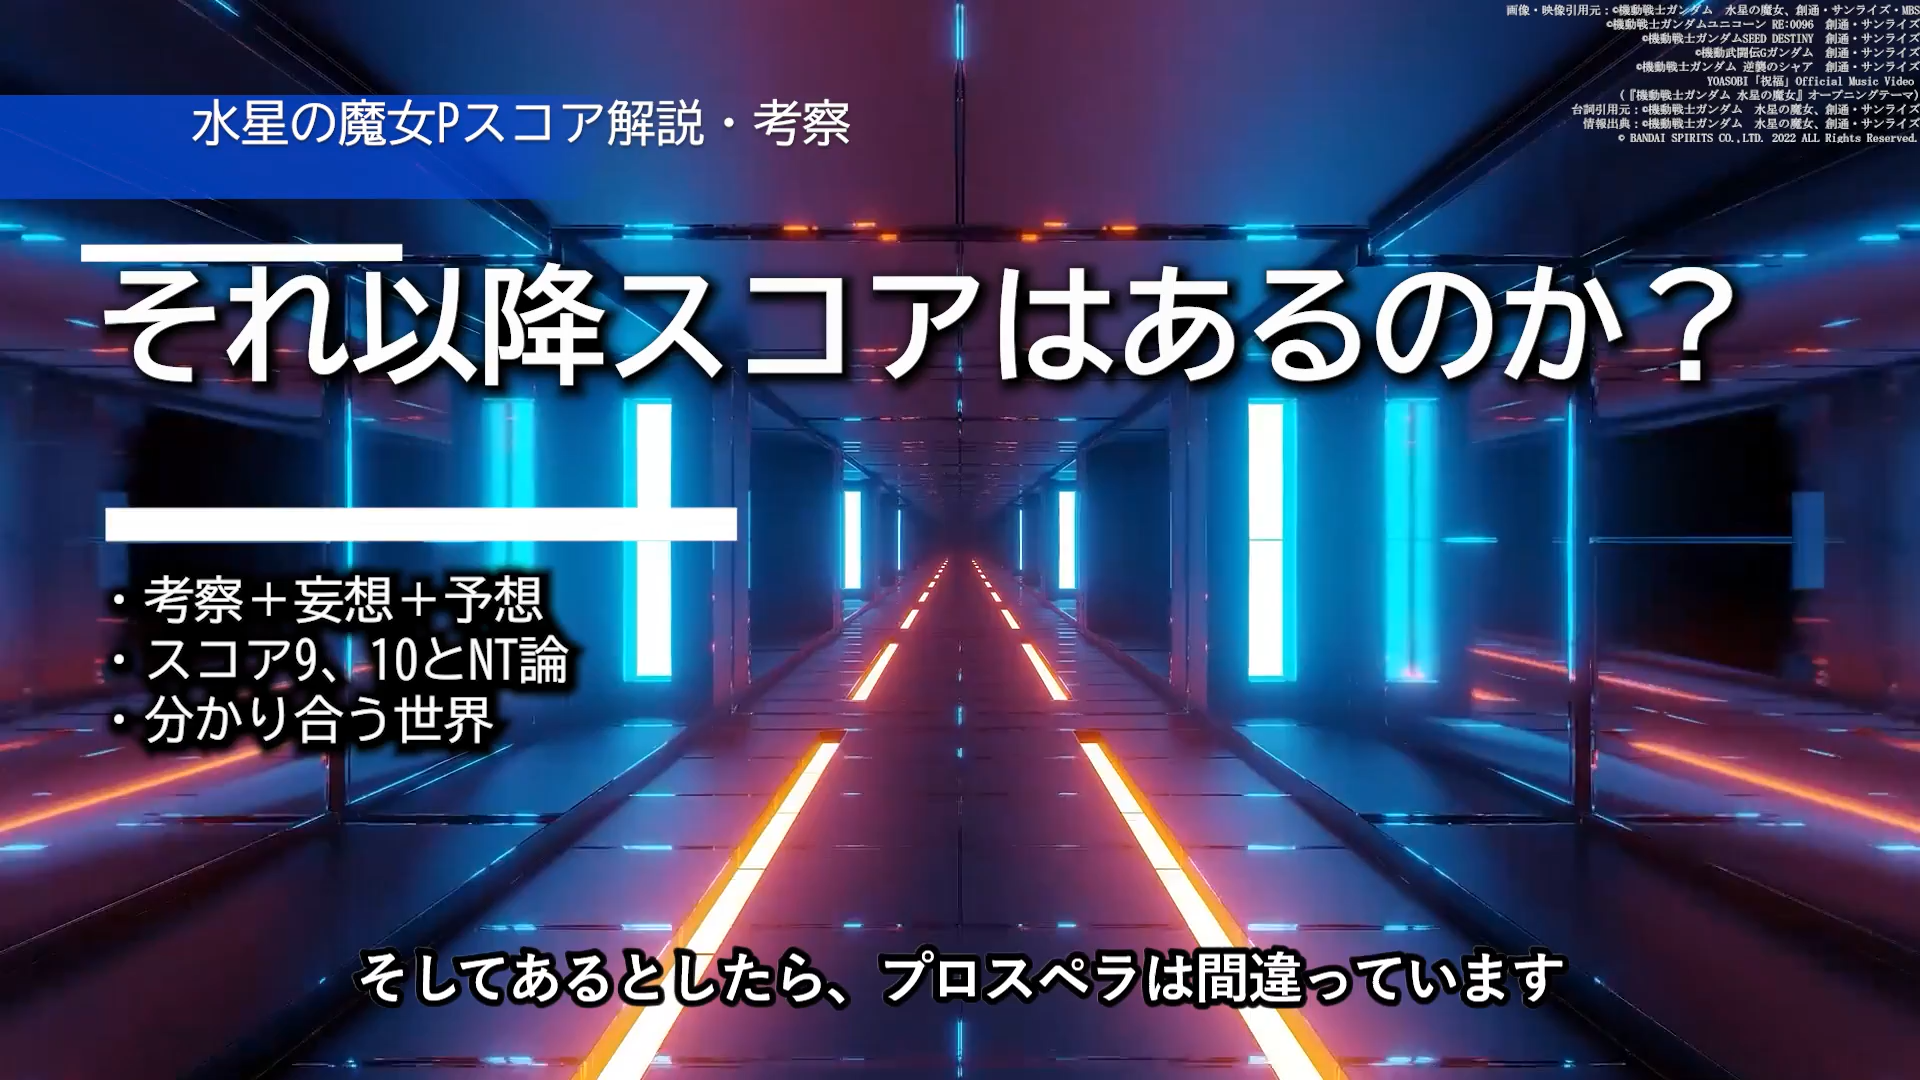 画像・映像引用元：©機動戦士ガンダム　水星の魔女、創通・サンライズ・MBS
©機動戦士ガンダムユニコーン RE:0096　創通・サンライズ
©機動戦士ガンダムSEED DESTINY　創通・サンライズ
©機動武闘伝Gガンダム　創通・サンライズ
©機動戦士ガンダム 逆襲のシャア　創通・サンライズ
YOASOBI「祝福」Official Music Video
(『機動戦士ガンダム 水星の魔女』オープニングテーマ)
台詞引用元：©機動戦士ガンダム　水星の魔女、創通・サンライズ
情報出典：©機動戦士ガンダム　水星の魔女、創通・サンライズ
© BANDAI SPIRITS CO.,LTD. 2022 ALL Rights Reserved.
水星の魔女Pスコア解説・考察
それ以降スコアはあるのか？
・考察＋妄想＋予想
・スコア9、10とNT論
・分かり合う世界
そしてあるとしたら、プロスペラは間違っています